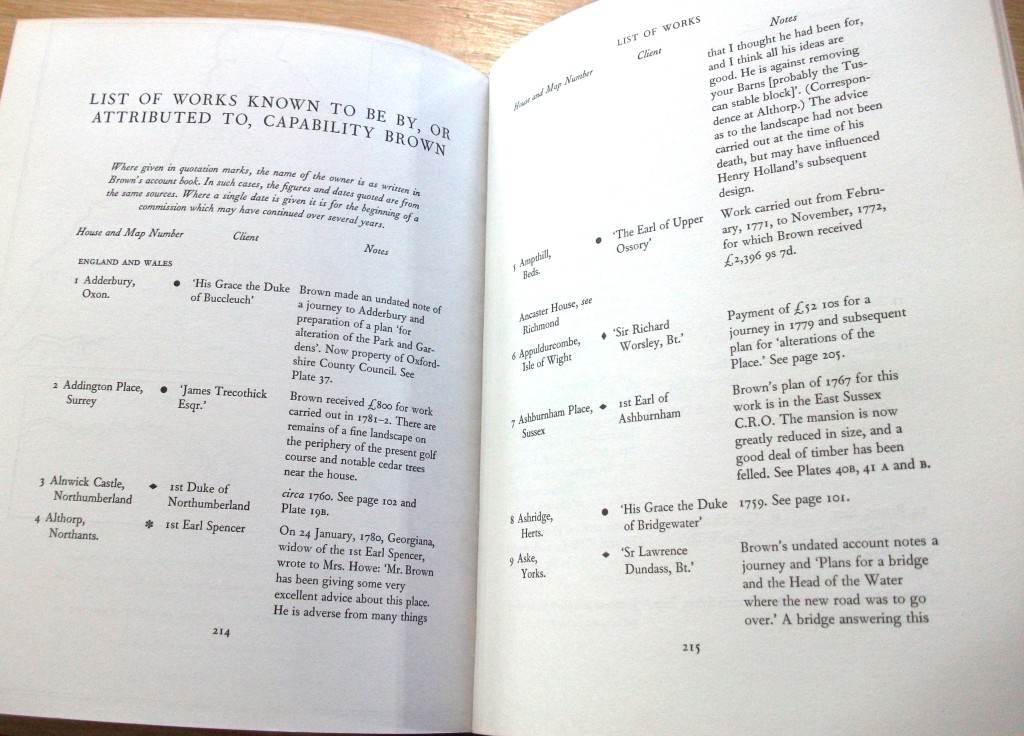 LIST OF WORKS KNOWN TO BE BY, OR
ATTRIBUTED TO, CAPABILITY BROWN
Where given in quotation marks, the name of the owner is as written in
Brown's account book. In such cases, the figures and dates quoted are from
the same sources. Where a single date is given it is for the beginning of a
commission which may have continued over several years.
House and Map Number Client Notes
ENGLAND AND WALES
1 Adderbury, ● 'His Grace the Duke Brown made an undated note of
Oxon. of Buccleuch' a journey to Adderbury and
preparation of a plan 'for
alteration of the Park and Gar-
dens'. Now property of Oxford-
shire County Council. See
Plate 37.
2 Addington Place, ● 'James Trecothick Brown received £800 for work
Surrey Esqr.' carried out in 1781–2. There are
remains of a fine landscape on
the periphery of the present golf
course and notable cedar trees
near the house.
3 Alnwick Castle, ◆ 1st Duke of circa 1760. See page 102 and
Northumberland Northumberland Plate 19B.
4 Althorp, ✽ 1st Earl Spencer On 24 January, 1780, Georgiana,
Northants. widow of the 1st Earl Spencer,
wrote to Mrs. Howe: 'Mr. Brown
has been giving some very
excellent advice about this place.
He is adverse from many things
214
LIST OF WORKS
House and Map Number Client Notes
that I thought he had been for,
and I think all his ideas are
good. He is against removing
your Barns [probably the Tus-
can stable block]'. (Correspon-
dence at Althorp.) The advice
as to the landscape had not been
carried out at the time of his
death, but may have influenced
Henry Holland's subsequent
design.
5 Ampthill, ● 'The Earl of Upper Work carried out from Febru-
Beds. Ossory' ary, 1771, to November, 1772,
for which Brown received
£2,396 9s 7d.
Ancaster House, see
Richmond
6 Appuldurcombe, ♦ 'Sir Richard Payment of £52 10s for a
Isle of Wight Worsley, Bt.' journey in 1779 and subsequent
plan for 'alterations of the
Place.' See page 205.
7 Ashburnham Place, ◆ 1st Earl of Brown's plan of 1767 for this
Sussex Ashburnham work is in the East Sussex
C.R.O. The mansion is now
greatly reduced in size, and a
good deal of timber has been
felled. See Plates 40B, 41 A and B.
8 Ashridge, ● 'His Grace the Duke 1759. See page 101.
Herts. of Bridgewater'
9 Aske, ◆ 'Sr Lawrence Brown's undated account notes a
Yorks. Dundass, Bt.' journey and 'Plans for a bridge
and the Head of the Water
where the new road was to go
over.' A bridge answering this
215